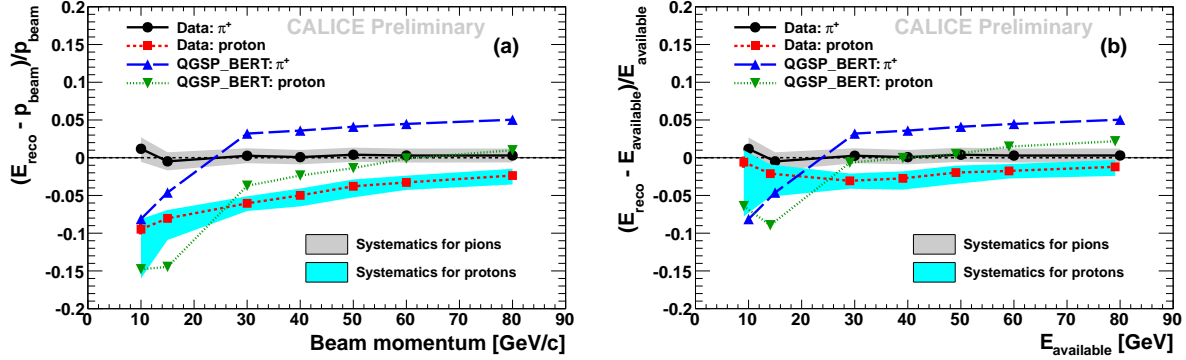 CALICE Preliminary
(a)
Data: π+
Data: proton
QGSP_BERT: π+
QGSP_BERT: proton
(E_reco - p_beam)/p_beam
0.2
0.15
0.1
0.05
0
-0.05
-0.1
-0.15
-0.2
Systematics for pions
Systematics for protons
0 10 20 30 40 50 60 70 80 90
Beam momentum [GeV/c]
CALICE Preliminary
(b)
Data: π+
Data: proton
QGSP_BERT: π+
QGSP_BERT: proton
(E_reco - E_available)/E_available
0.2
0.15
0.1
0.05
0
-0.05
-0.1
-0.15
-0.2
Systematics for pions
Systematics for protons
0 10 20 30 40 50 60 70 80 90
E_available [GeV]